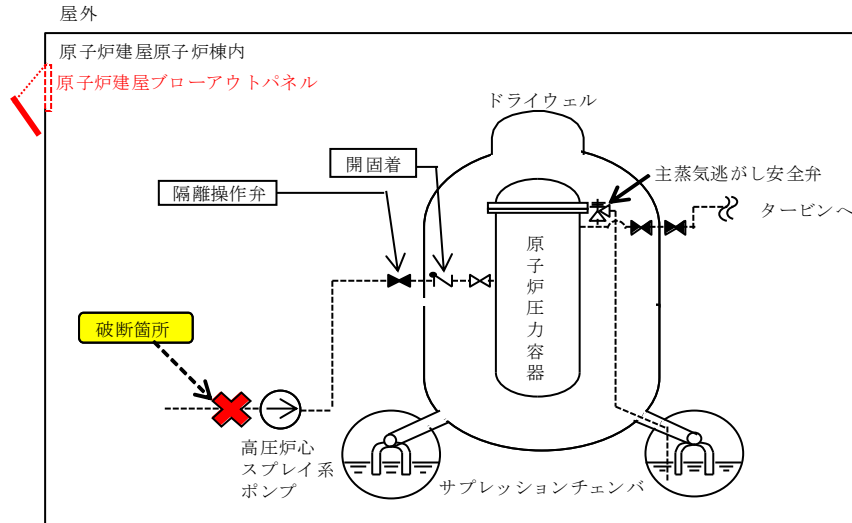 屋外
原子炉建屋原子炉棟内
原子炉建屋ブローアウトパネル
ドライウェル
開固着
主蒸気逃がし安全弁
隔離操作弁
タービンへ
原子炉圧力容器
破断箇所
高圧炉心
スプレイ系
ポンプ
サプレッションチェンバ